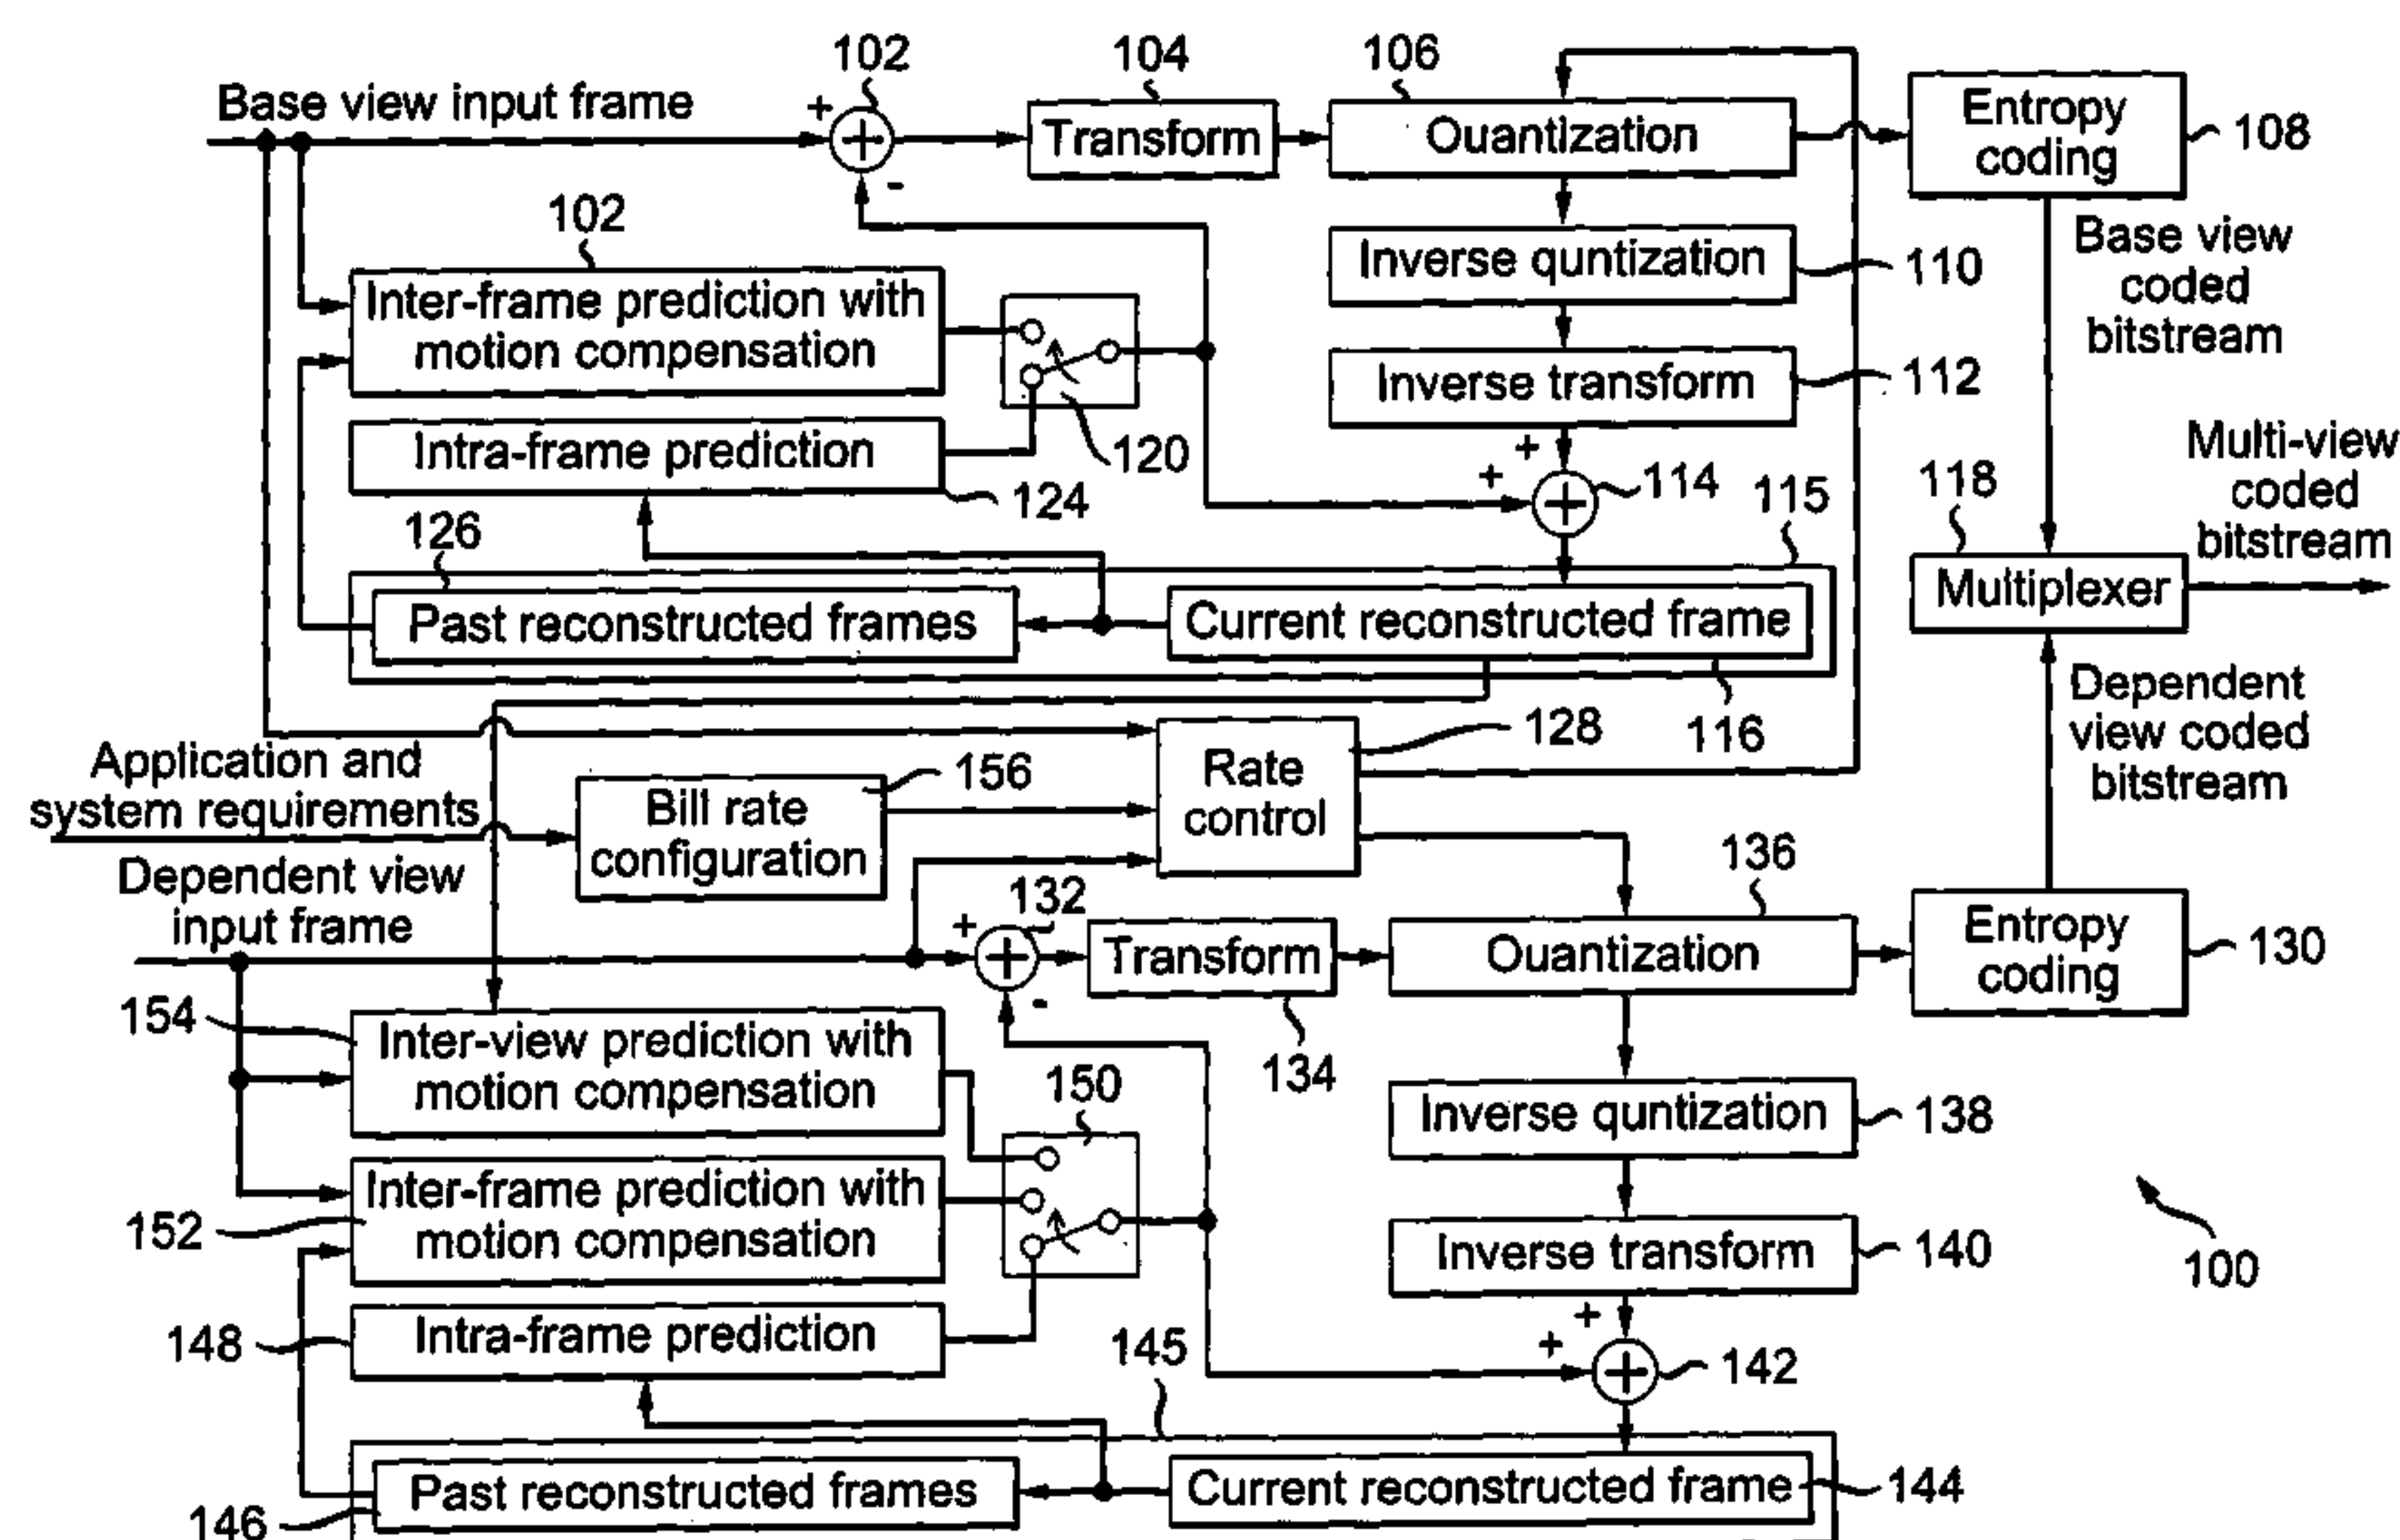 102
104
106
Base view input frame
+
-
Transform
Ouantization
Entropy
coding
108
102
Inter-frame prediction with
motion compensation
Inverse quntization
110
Base view
coded
bitstream
Inverse transform
112
Intra-frame prediction
120
124
+
+
114
115
118
Multi-view
coded
bitstream
126
Past reconstructed frames
Current reconstructed frame
Multiplexer
116
128
Application and
system requirements
Bill rate
configuration
156
Rate
control
Dependent
view coded
bitstream
Dependent view
input frame
132
+
-
Transform
134
136
Ouantization
Entropy
coding
130
154
Inter-view prediction with
motion compensation
150
Inverse quntization
138
152
Inter-frame prediction with
motion compensation
Inverse transform
140
100
148
Intra-frame prediction
145
+
+
142
Past reconstructed frames
146
Current reconstructed frame
144